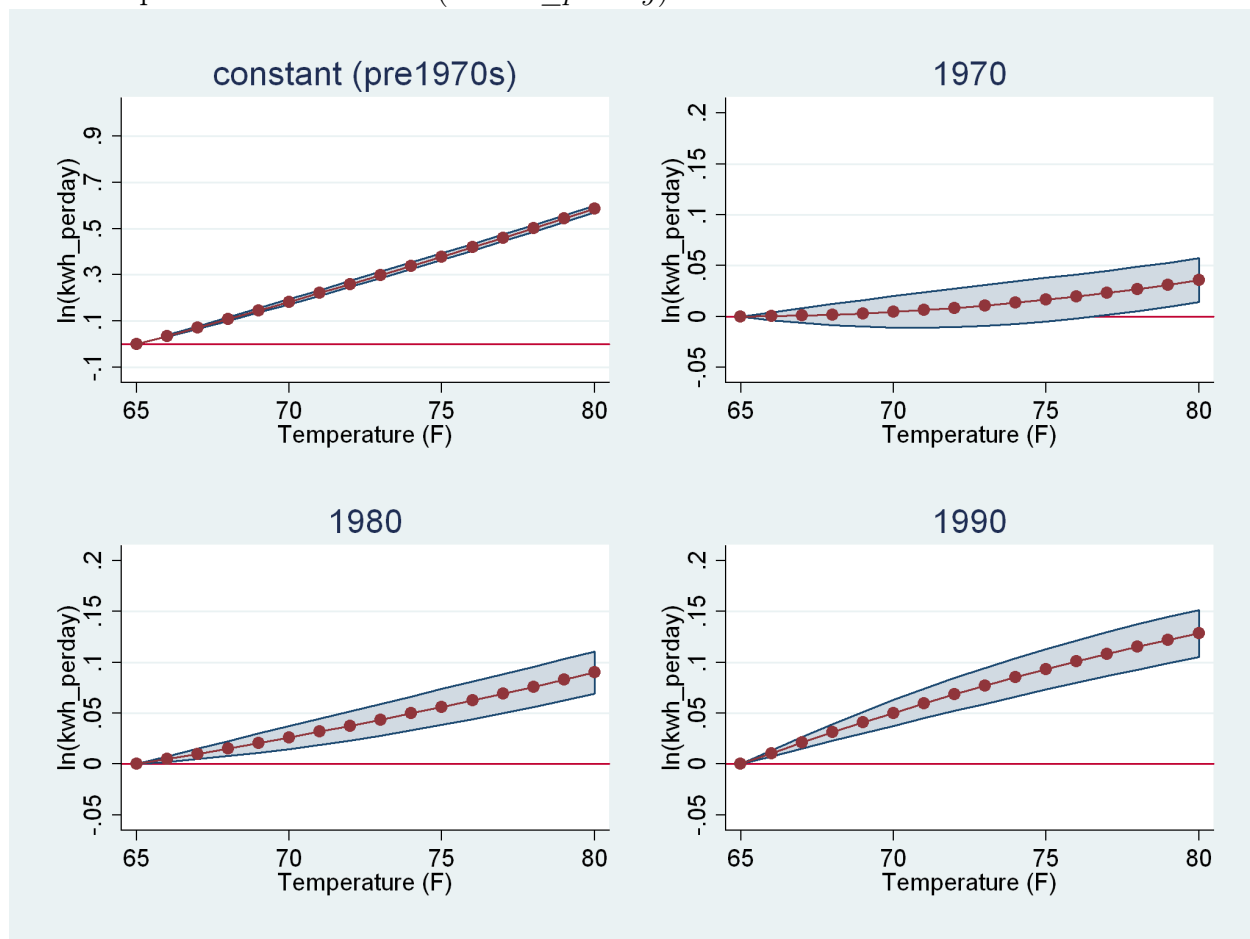 constant (pre1970s)
ln(kwh_perday)
.9
.7
.5
.3
.1
-.1
65 70 75 80
Temperature (F)
1970
ln(kwh_perday)
.2
.15
.1
.05
0
-.05
65 70 75 80
Temperature (F)
1980
ln(kwh_perday)
.2
.15
.1
.05
0
-.05
65 70 75 80
Temperature (F)
1990
ln(kwh_perday)
.2
.15
.1
.05
0
-.05
65 70 75 80
Temperature (F)